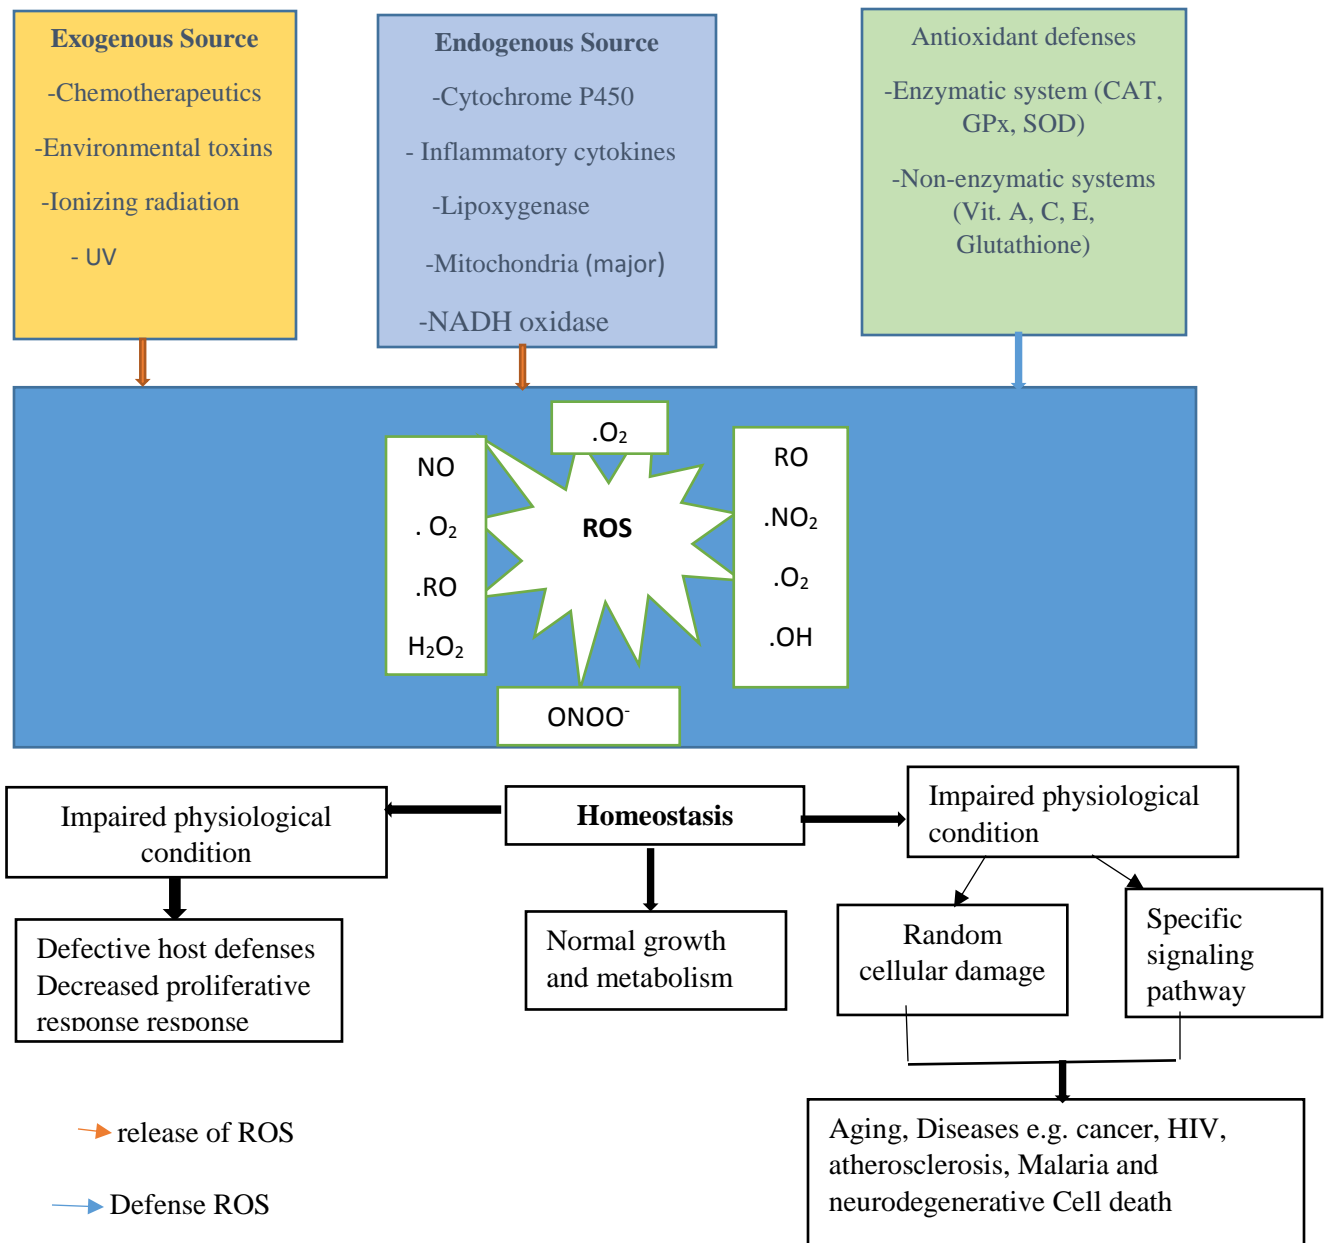 Exogenous Source
-Chemotherapeutics
-Environmental toxins
-Ionizing radiation
- UV
Endogenous Source
-Cytochrome P450
- Inflammatory cytokines
-Lipoxygenase
-Mitochondria (major)
-NADH oxidase
Antioxidant defenses
-Enzymatic system (CAT,
GPx, SOD)
-Non-enzymatic systems
(Vit. A, C, E,
Glutathione)
.O₂
NO
. O₂
.RO
H₂O₂
ROS
RO
.NO₂
.O₂
.OH
ONOO⁻
Impaired physiological
condition
Homeostasis
Impaired physiological
condition
Defective host defenses
Decreased proliferative
response response
Normal growth
and metabolism
Random
cellular damage
Specific
signaling
pathway
Aging, Diseases e.g. cancer, HIV,
atherosclerosis, Malaria and
neurodegenerative Cell death
release of ROS
Defense ROS